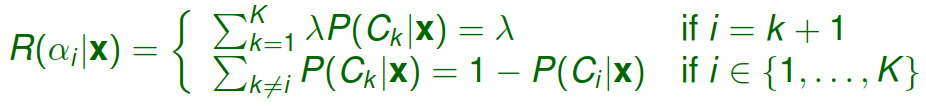 R(α_i|x) = { ∑_{k=1}^{K} λP(C_k|x) = λ if i = k + 1
∑_{k≠i} P(C_k|x) = 1 − P(C_i|x) if i ∈ {1, . . . , K}